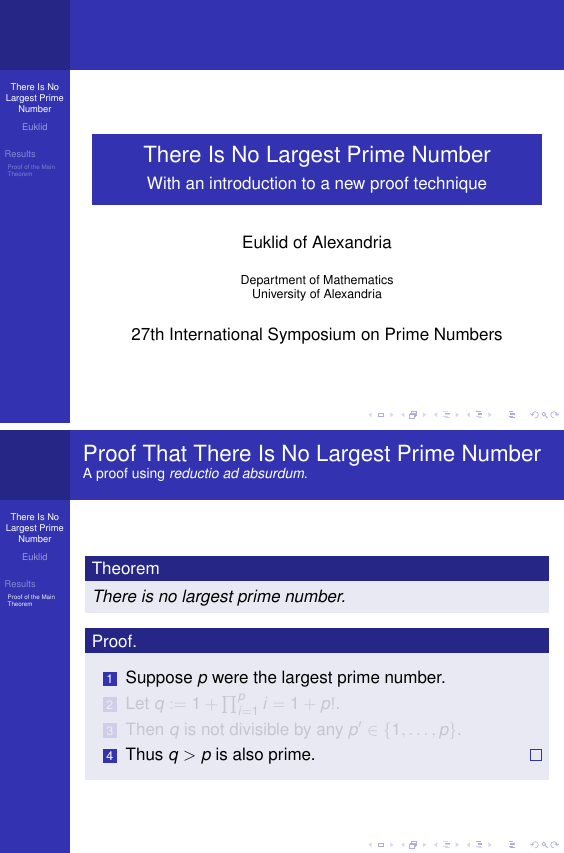 There Is No
Largest Prime
Number
Euklid
Results
Proof of the Main
Theorem
There Is No Largest Prime Number
With an introduction to a new proof technique
Euklid of Alexandria
Department of Mathematics
University of Alexandria
27th International Symposium on Prime Numbers
Proof That There Is No Largest Prime Number
A proof using reductio ad absurdum.
There Is No
Largest Prime
Number
Euklid
Results
Proof of the Main
Theorem
Theorem
There is no largest prime number.
Proof.
1 Suppose p were the largest prime number.
2 Let q := 1 + ∏_{i=1}^{p} i = 1 + p!.
3 Then q is not divisible by any p′ ∈ {1, . . . , p}.
4 Thus q > p is also prime. □